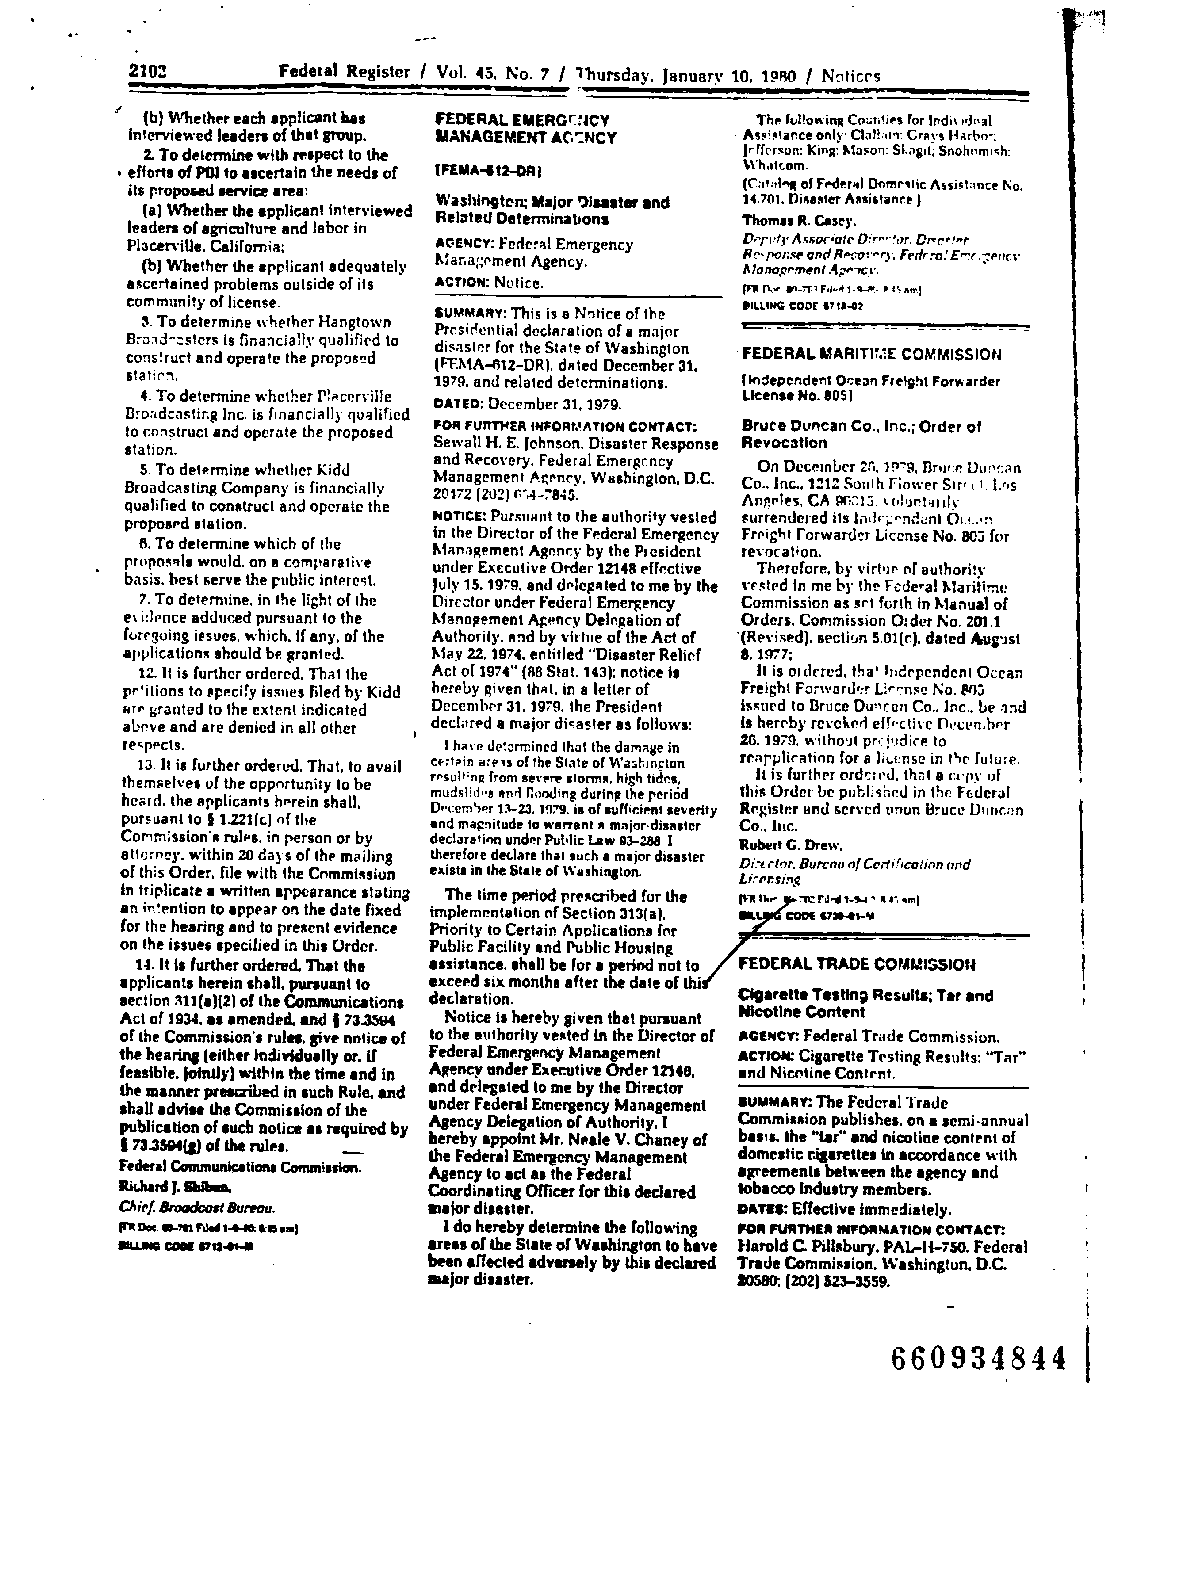 2102 Federal Register / Vol. 45, No. 7 / Thursday, January 10, 1980 / Notices
(b) Whether each applicant has
interviewed leaders of that group.
2. To determine with respect to the
efforts of PDI to ascertain the needs of
its proposed service area:
(a) Whether the applicant interviewed
leaders of agriculture and labor in
Placerville, California;
(b) Whether the applicant adequately
ascertained problems outside of its
community of license.
3. To determine whether Hangtown
Broadcasters is financially qualified to
construct and operate the proposed
station.
4. To determine whether Placerville
Broadcasting Inc. is financially qualified
to construct and operate the proposed
station.
5. To determine whether Kidd
Broadcasting Company is financially
qualified to construct and operate the
proposed station.
6. To determine which of the
proposals would, on a comparative
basis, best serve the public interest.
7. To determine, in the light of the
evidence adduced pursuant to the
foregoing issues, which, if any, of the
applications should be granted.
12. It is further ordered, That the
petitions to specify issues filed by Kidd
are granted to the extent indicated
above and are denied in all other
respects.
13. It is further ordered, That, to avail
themselves of the opportunity to be
heard, the applicants herein shall,
pursuant to § 1.221(c) of the
Commission's rules, in person or by
attorney, within 20 days of the mailing
of this Order, file with the Commission
in triplicate a written appearance stating
an intention to appear on the date fixed
for the hearing and to present evidence
on the issues specified in this Order.
14. It is further ordered, That the
applicants herein shall, pursuant to
section 311(a)(2) of the Communications
Act of 1934, as amended, and § 73.3594
of the Commission's rules, give notice of
the hearing (either individually or, if
feasible, jointly) within the time and in
the manner prescribed in such Rule, and
shall advise the Commission of the
publication of such notice as required by
§ 73.3594(g) of the rules.
Federal Communications Commission.
Richard J. Shiben,
Chief, Broadcast Bureau.
[FR Doc. 80-781 Filed 1-9-80; 8:45 am]
BILLING CODE 6712-01-M
FEDERAL EMERGENCY
MANAGEMENT AGENCY
[FEMA-612-DR]
Washington; Major Disaster and
Related Determinations
AGENCY: Federal Emergency
Management Agency.
ACTION: Notice.
SUMMARY: This is a Notice of the
Presidential declaration of a major
disaster for the State of Washington
(FEMA-612-DR), dated December 31,
1979, and related determinations.
DATED: December 31, 1979.
FOR FURTHER INFORMATION CONTACT:
Sewall H. E. Johnson, Disaster Response
and Recovery, Federal Emergency
Management Agency, Washington, D.C.
20472 (202) 634-7845.
NOTICE: Pursuant to the authority vested
in the Director of the Federal Emergency
Management Agency by the President
under Executive Order 12148 effective
July 15, 1979, and delegated to me by the
Director under Federal Emergency
Management Agency Delegation of
Authority, and by virtue of the Act of
May 22, 1974, entitled "Disaster Relief
Act of 1974" (88 Stat. 143); notice is
hereby given that, in a letter of
December 31, 1979, the President
declared a major disaster as follows:
I have determined that the damage in
certain areas of the State of Washington
resulting from severe storms, high tides,
mudslides and flooding during the period
December 13-23, 1979, is of sufficient severity
and magnitude to warrant a major-disaster
declaration under Public Law 93-288 I
therefore declare that such a major disaster
exists in the State of Washington.
The time period prescribed for the
implementation of Section 313(a),
Priority to Certain Applications for
Public Facility and Public Housing
assistance, shall be for a period not to
exceed six months after the date of this
declaration.
Notice is hereby given that pursuant
to the authority vested in the Director of
Federal Emergency Management
Agency under Executive Order 12148,
and delegated to me by the Director
under Federal Emergency Management
Agency Delegation of Authority, I
hereby appoint Mr. Neale V. Chaney of
the Federal Emergency Management
Agency to act as the Federal
Coordinating Officer for this declared
major disaster.
I do hereby determine the following
areas of the State of Washington to have
been affected adversely by this declared
major disaster.
The following Counties for Individual
Assistance only: Clallam; Grays Harbor;
Jefferson; King; Mason; Skagit; Snohomish;
Whatcom.
(Catalog of Federal Domestic Assistance No.
14.701, Disaster Assistance)
Thomas R. Casey,
Deputy Associate Director, Disaster
Response and Recovery, Federal Emergency
Management Agency.
[FR Doc. Filed 8:45 am]
BILLING CODE 6718-02
FEDERAL MARITIME COMMISSION
[Independent Ocean Freight Forwarder
License No. 805]
Bruce Duncan Co., Inc.; Order of
Revocation
On December 26, 1979, Bruce Duncan
Co., Inc., 1212 South Flower Street, Los
Angeles, CA 90015, voluntarily
surrendered its Independent Ocean
Freight Forwarder License No. 805 for
revocation.
Therefore, by virtue of authority
vested in me by the Federal Maritime
Commission as set forth in Manual of
Orders, Commission Order No. 201.1
(Revised), section 5.01(c), dated August
8, 1977;
It is ordered, that Independent Ocean
Freight Forwarder License No. 805
issued to Bruce Duncan Co., Inc., be and
is hereby revoked effective December
26, 1979, without prejudice to
reapplication for a license in the future.
It is further ordered, that a copy of
this Order be published in the Federal
Register and served upon Bruce Duncan
Co., Inc.
Robert G. Drew,
Director, Bureau of Certification and
Licensing
[FR Doc. Filed 8:45 am]
BILLING CODE 6730-01-M
FEDERAL TRADE COMMISSION
Cigarette Testing Results; Tar and
Nicotine Content
AGENCY: Federal Trade Commission.
ACTION: Cigarette Testing Results: "Tar"
and Nicotine Content.
SUMMARY: The Federal Trade
Commission publishes, on a semi-annual
basis, the "tar" and nicotine content of
domestic cigarettes in accordance with
agreements between the agency and
tobacco industry members.
DATES: Effective immediately.
FOR FURTHER INFORMATION CONTACT:
Harold C. Pillsbury, PAL-H-750, Federal
Trade Commission, Washington, D.C.
20580; (202) 523-3559.
660934844